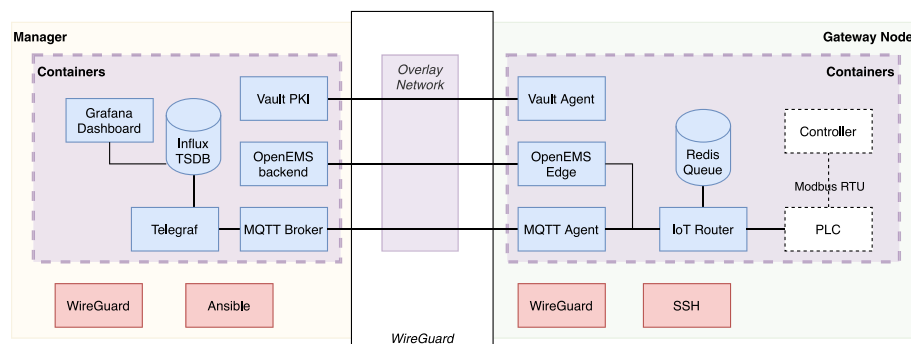 Manager
Gateway Node
Containers
Overlay
Network
Containers
Vault PKI
Vault Agent
Grafana
Dashboard
Influx
TSDB
Redis
Queue
Controller
OpenEMS
backend
OpenEMS
Edge
Modbus RTU
Telegraf
MQTT Broker
MQTT Agent
IoT Router
PLC
WireGuard
Ansible
WireGuard
SSH
WireGuard